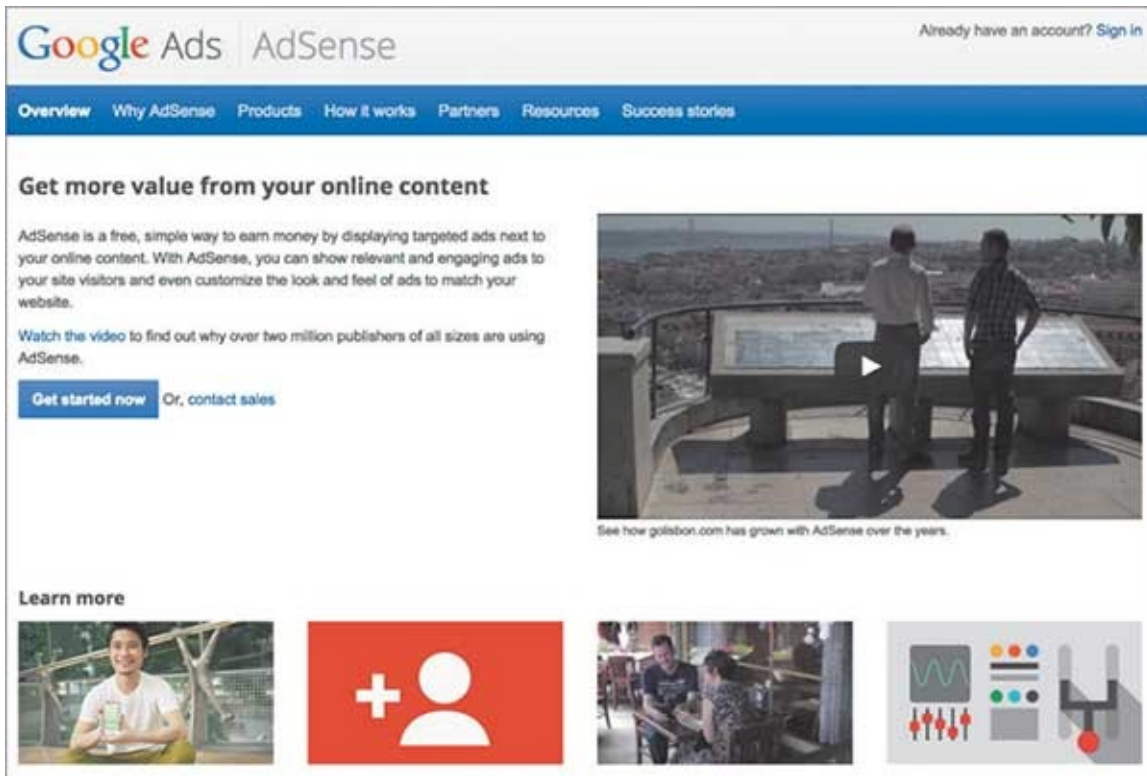 Google Ads AdSense
Already have an account? Sign in
Overview Why AdSense Products How it works Partners Resources Success stories
Get more value from your online content
AdSense is a free, simple way to earn money by displaying targeted ads next to
your online content. With AdSense, you can show relevant and engaging ads to
your site visitors and even customize the look and feel of ads to match your
website.
Watch the video to find out why over two million publishers of all sizes are using
AdSense.
Get started now Or, contact sales
See how golisbon.com has grown with AdSense over the years.
Learn more